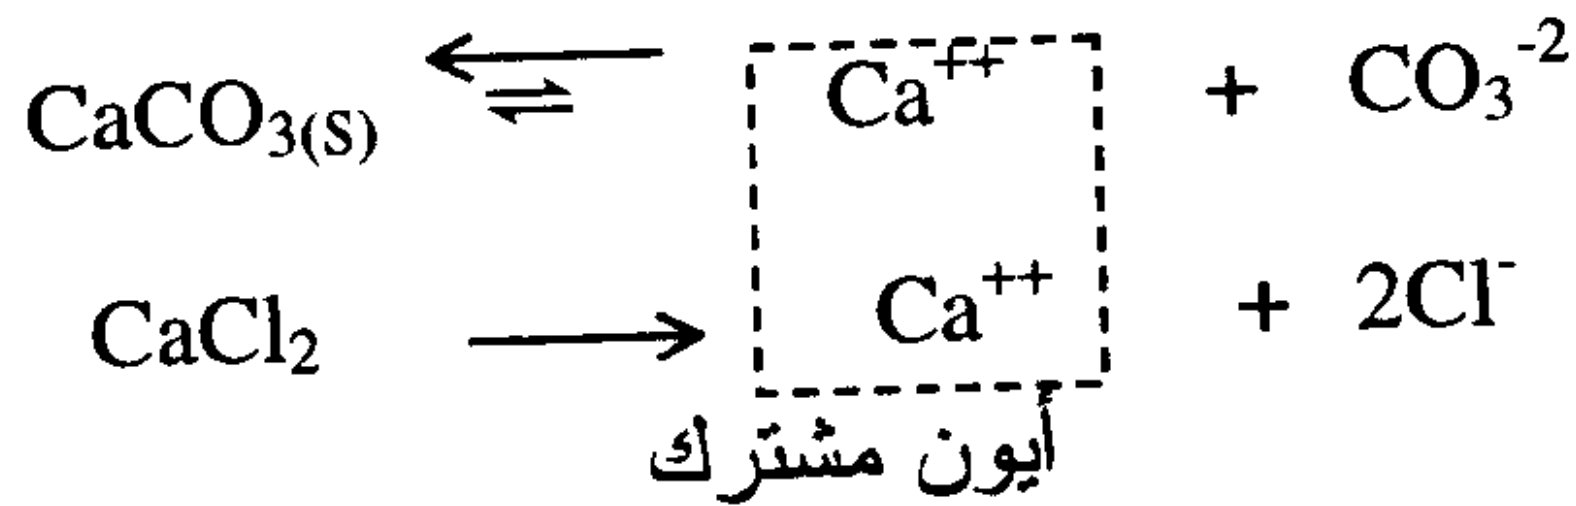 CaCO₃(S) ⇌ Ca⁺⁺ + CO₃⁻²
CaCl₂ → Ca⁺⁺ + 2Cl⁻
أيون مشترك